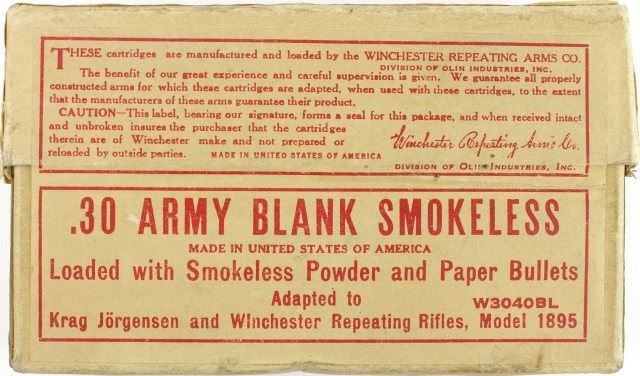 THESE cartridges are manufactured and loaded by the WINCHESTER REPEATING ARMS CO.
DIVISION OF OLIN INDUSTRIES, INC.
The benefit of our great experience and careful supervision is given. We guarantee all properly
constructed arms for which these cartridges are adapted, when used with these cartridges, to the extent
that the manufacturers of these arms guarantee their product.
CAUTION—This label, bearing our signature, forms a seal for this package, and when received intact
and unbroken insures the purchaser that the cartridges
therein are of Winchester make and not prepared or
reloaded by outside parties. MADE IN UNITED STATES OF AMERICA
Winchester Repeating Arms Co.
DIVISION OF OLIN INDUSTRIES, INC.
.30 ARMY BLANK SMOKELESS
MADE IN UNITED STATES OF AMERICA
Loaded with Smokeless Powder and Paper Bullets
Adapted to
W3040BL
Krag Jörgensen and Winchester Repeating Rifles, Model 1895